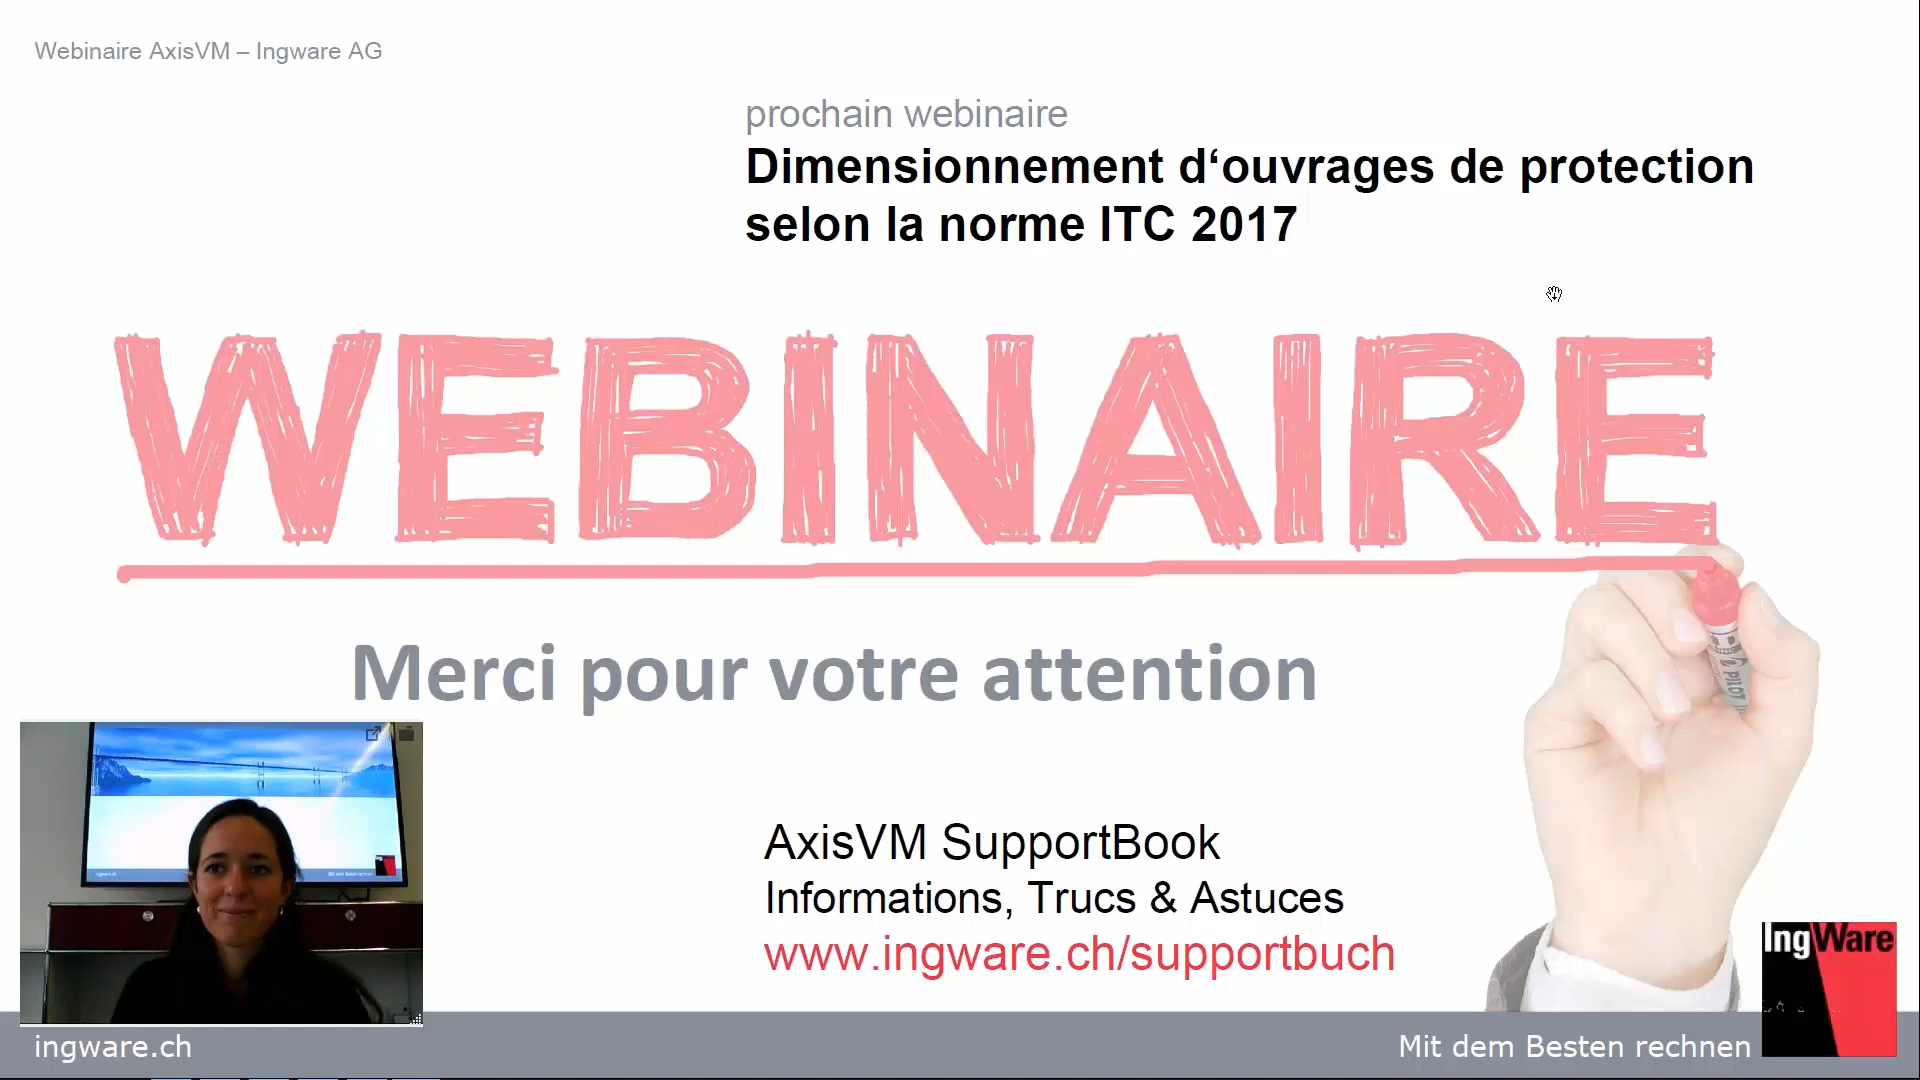 Webinaire AxisVM – Ingware AG
prochain webinaire
Dimensionnement d‘ouvrages de protection
selon la norme ITC 2017
WEBINAIRE
Merci pour votre attention
AxisVM SupportBook
Informations, Trucs & Astuces
www.ingware.ch/supportbuch
PILOT
IngWare
ingware.ch
Mit dem Besten rechnen